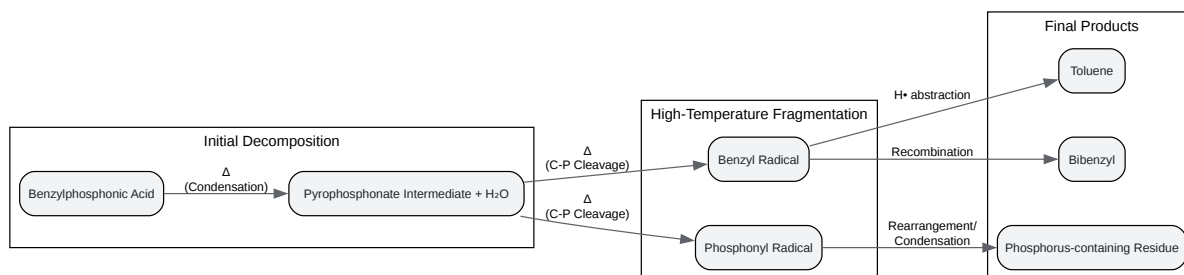 Initial Decomposition
Benzylphosphonic Acid
Δ
(Condensation)
Pyrophosphonate Intermediate + H₂O
Δ
(C-P Cleavage)
Δ
(C-P Cleavage)
High-Temperature Fragmentation
Benzyl Radical
Phosphonyl Radical
H• abstraction
Recombination
Rearrangement/
Condensation
Final Products
Toluene
Bibenzyl
Phosphorus-containing Residue